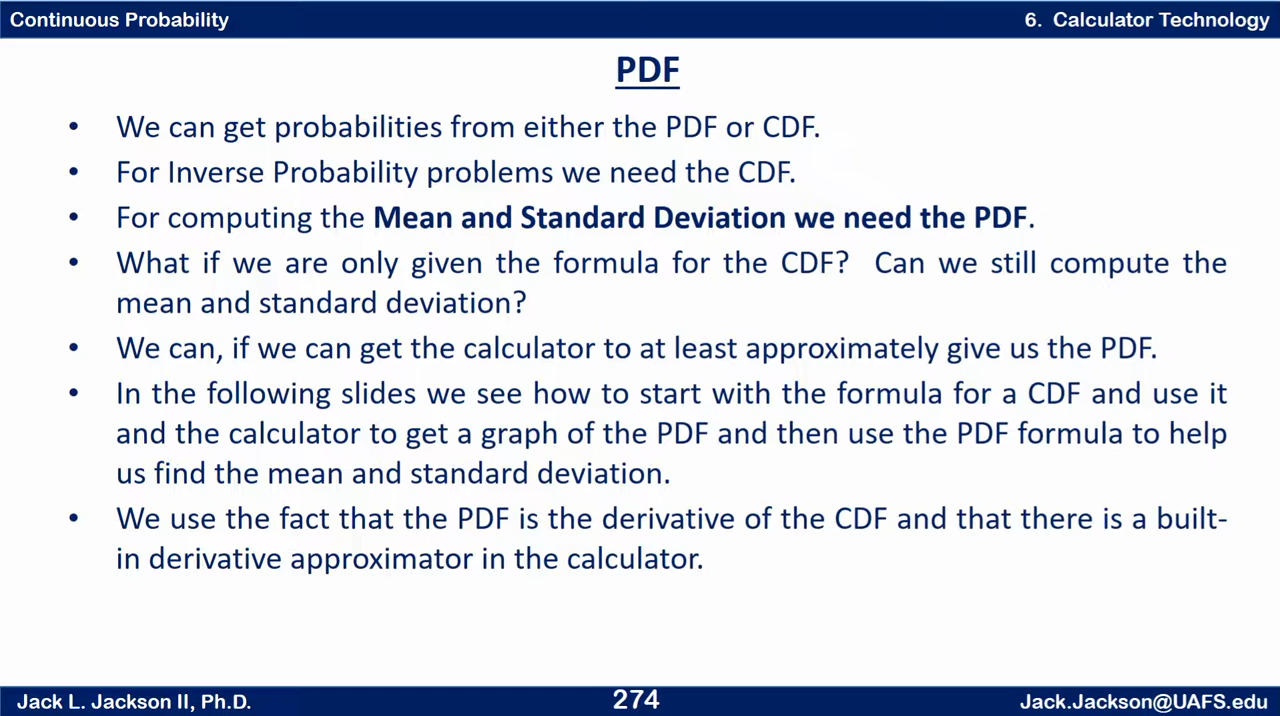 Continuous Probability
6. Calculator Technology
PDF
• We can get probabilities from either the PDF or CDF.
• For Inverse Probability problems we need the CDF.
• For computing the Mean and Standard Deviation we need the PDF.
• What if we are only given the formula for the CDF? Can we still compute the
mean and standard deviation?
• We can, if we can get the calculator to at least approximately give us the PDF.
• In the following slides we see how to start with the formula for a CDF and use it
and the calculator to get a graph of the PDF and then use the PDF formula to help
us find the mean and standard deviation.
• We use the fact that the PDF is the derivative of the CDF and that there is a built-
in derivative approximator in the calculator.
Jack L. Jackson II, Ph.D.
274
Jack.Jackson@UAFS.edu